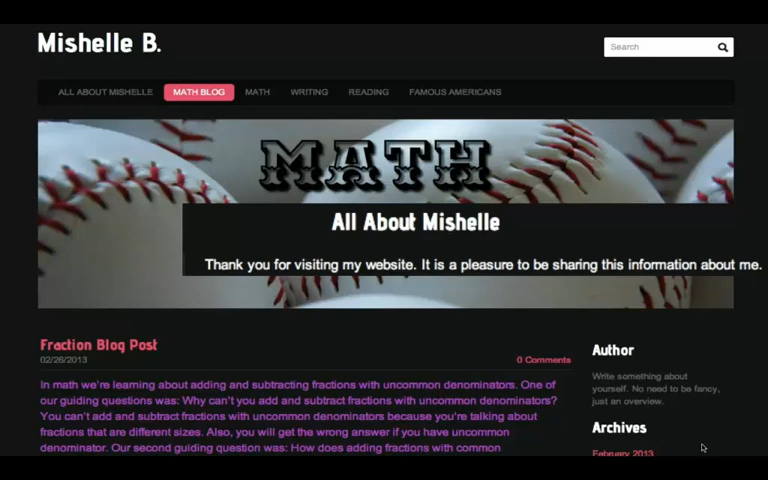 Mishelle B.
Search
ALL ABOUT MISHELLE MATH BLOG MATH WRITING READING FAMOUS AMERICANS
MATH
All About Mishelle
Thank you for visiting my website. It is a pleasure to be sharing this information about me.
Fraction Blog Post
02/26/2013
0 Comments
In math we're learning about adding and subtracting fractions with uncommon denominators. One of
our guiding questions was: Why can't you add and subtract fractions with uncommon denominators?
You can't add and subtract fractions with uncommon denominators because you're talking about
fractions that are different sizes. Also, you will get the wrong answer if you have uncommon
denominator. Our second guiding question was: How does adding fractions with common
Author
Write something about
yourself. No need to be fancy,
just an overview.
Archives
February 2013